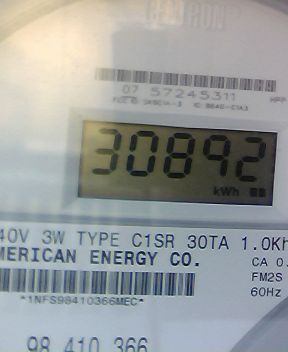 CENTRON
07 57245311
30892
kWh
40V 3W TYPE C1SR 30TA 1.0Kh
MERICAN ENERGY CO.
CA 0.
FM2S
60Hz
*1NFS98410366MEC*
98 410 366